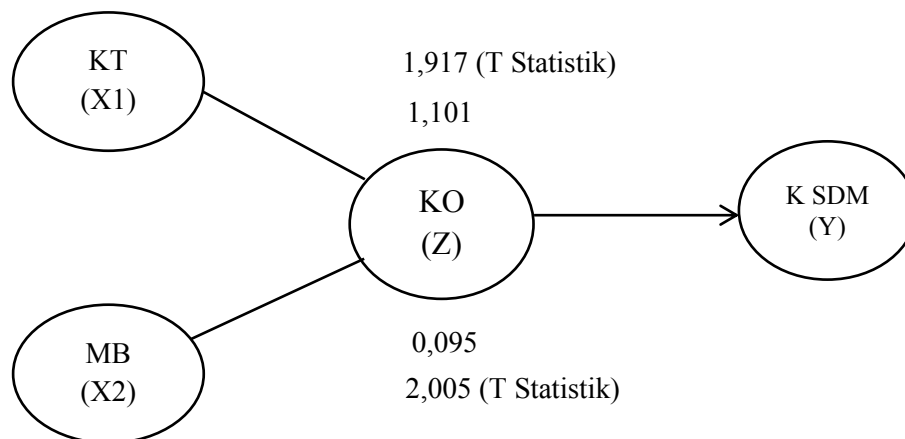 KT
(X1)
1,917 (T Statistik)
1,101
KO
(Z)
K SDM
(Y)
MB
(X2)
0,095
2,005 (T Statistik)